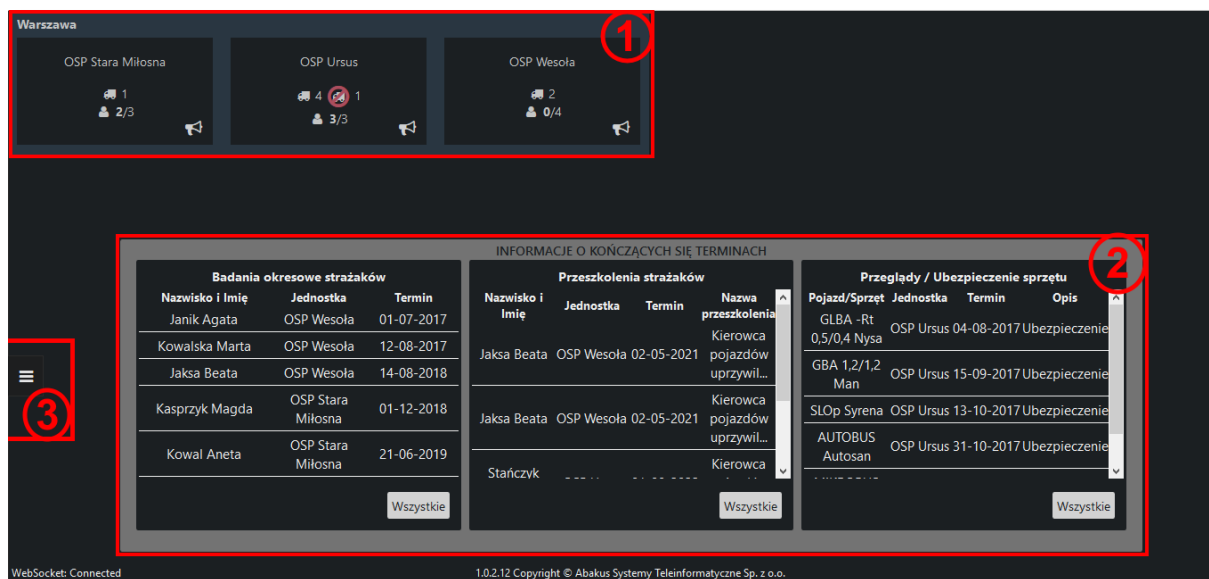 Warszawa
1
OSP Stara Miłosna
1
2/3
OSP Ursus
4 1
3/3
OSP Wesoła
2
0/4
INFORMACJE O KOŃCZĄCYCH SIĘ TERMINACH
2
Badania okresowe strażaków
Nazwisko i Imię Jednostka Termin
Janik Agata OSP Wesoła 01-07-2017
Kowalska Marta OSP Wesoła 12-08-2017
Jaksa Beata OSP Wesoła 14-08-2018
Kasprzyk Magda OSP Stara Miłosna 01-12-2018
Kowal Aneta OSP Stara Miłosna 21-06-2019
Wszystkie
Przeszkolenia strażaków
Nazwisko i Imię Jednostka Termin Nazwa przeszkolenia
Jaksa Beata OSP Wesoła 02-05-2021 Kierowca pojazdów uprzywil...
Jaksa Beata OSP Wesoła 02-05-2021 Kierowca pojazdów uprzywil...
Stańczyk Kierowca
Wszystkie
Przeglądy / Ubezpieczenie sprzętu
Pojazd/Sprzęt Jednostka Termin Opis
GLBA -Rt 0,5/0,4 Nysa OSP Ursus 04-08-2017 Ubezpieczenie
GBA 1,2/1,2 Man OSP Ursus 15-09-2017 Ubezpieczenie
SLOp Syrena OSP Ursus 13-10-2017 Ubezpieczenie
AUTOBUS Autosan OSP Ursus 31-10-2017 Ubezpieczenie
Wszystkie
3
WebSocket: Connected
1.0.2.12 Copyright © Abakus Systemy Teleinformatyczne Sp. z o.o.